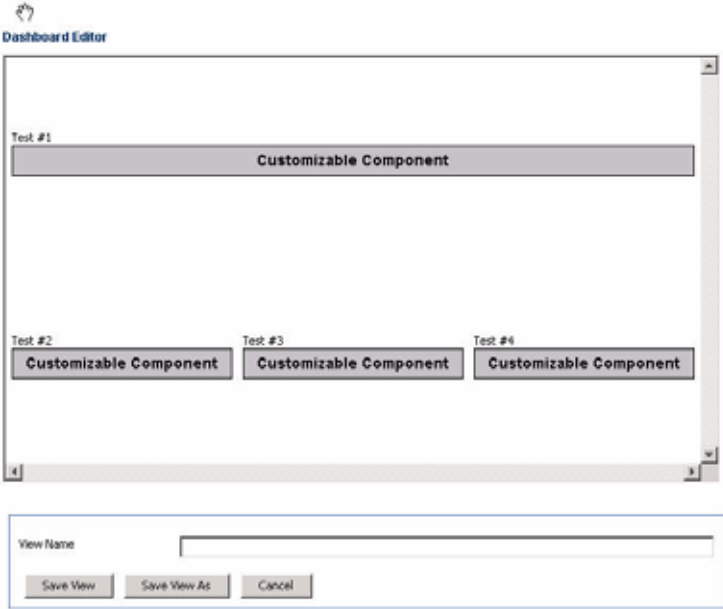 Dashboard Editor
Test #1
Customizable Component
Test #2 Test #3 Test #4
Customizable Component Customizable Component Customizable Component
View Name
Save View Save View As Cancel